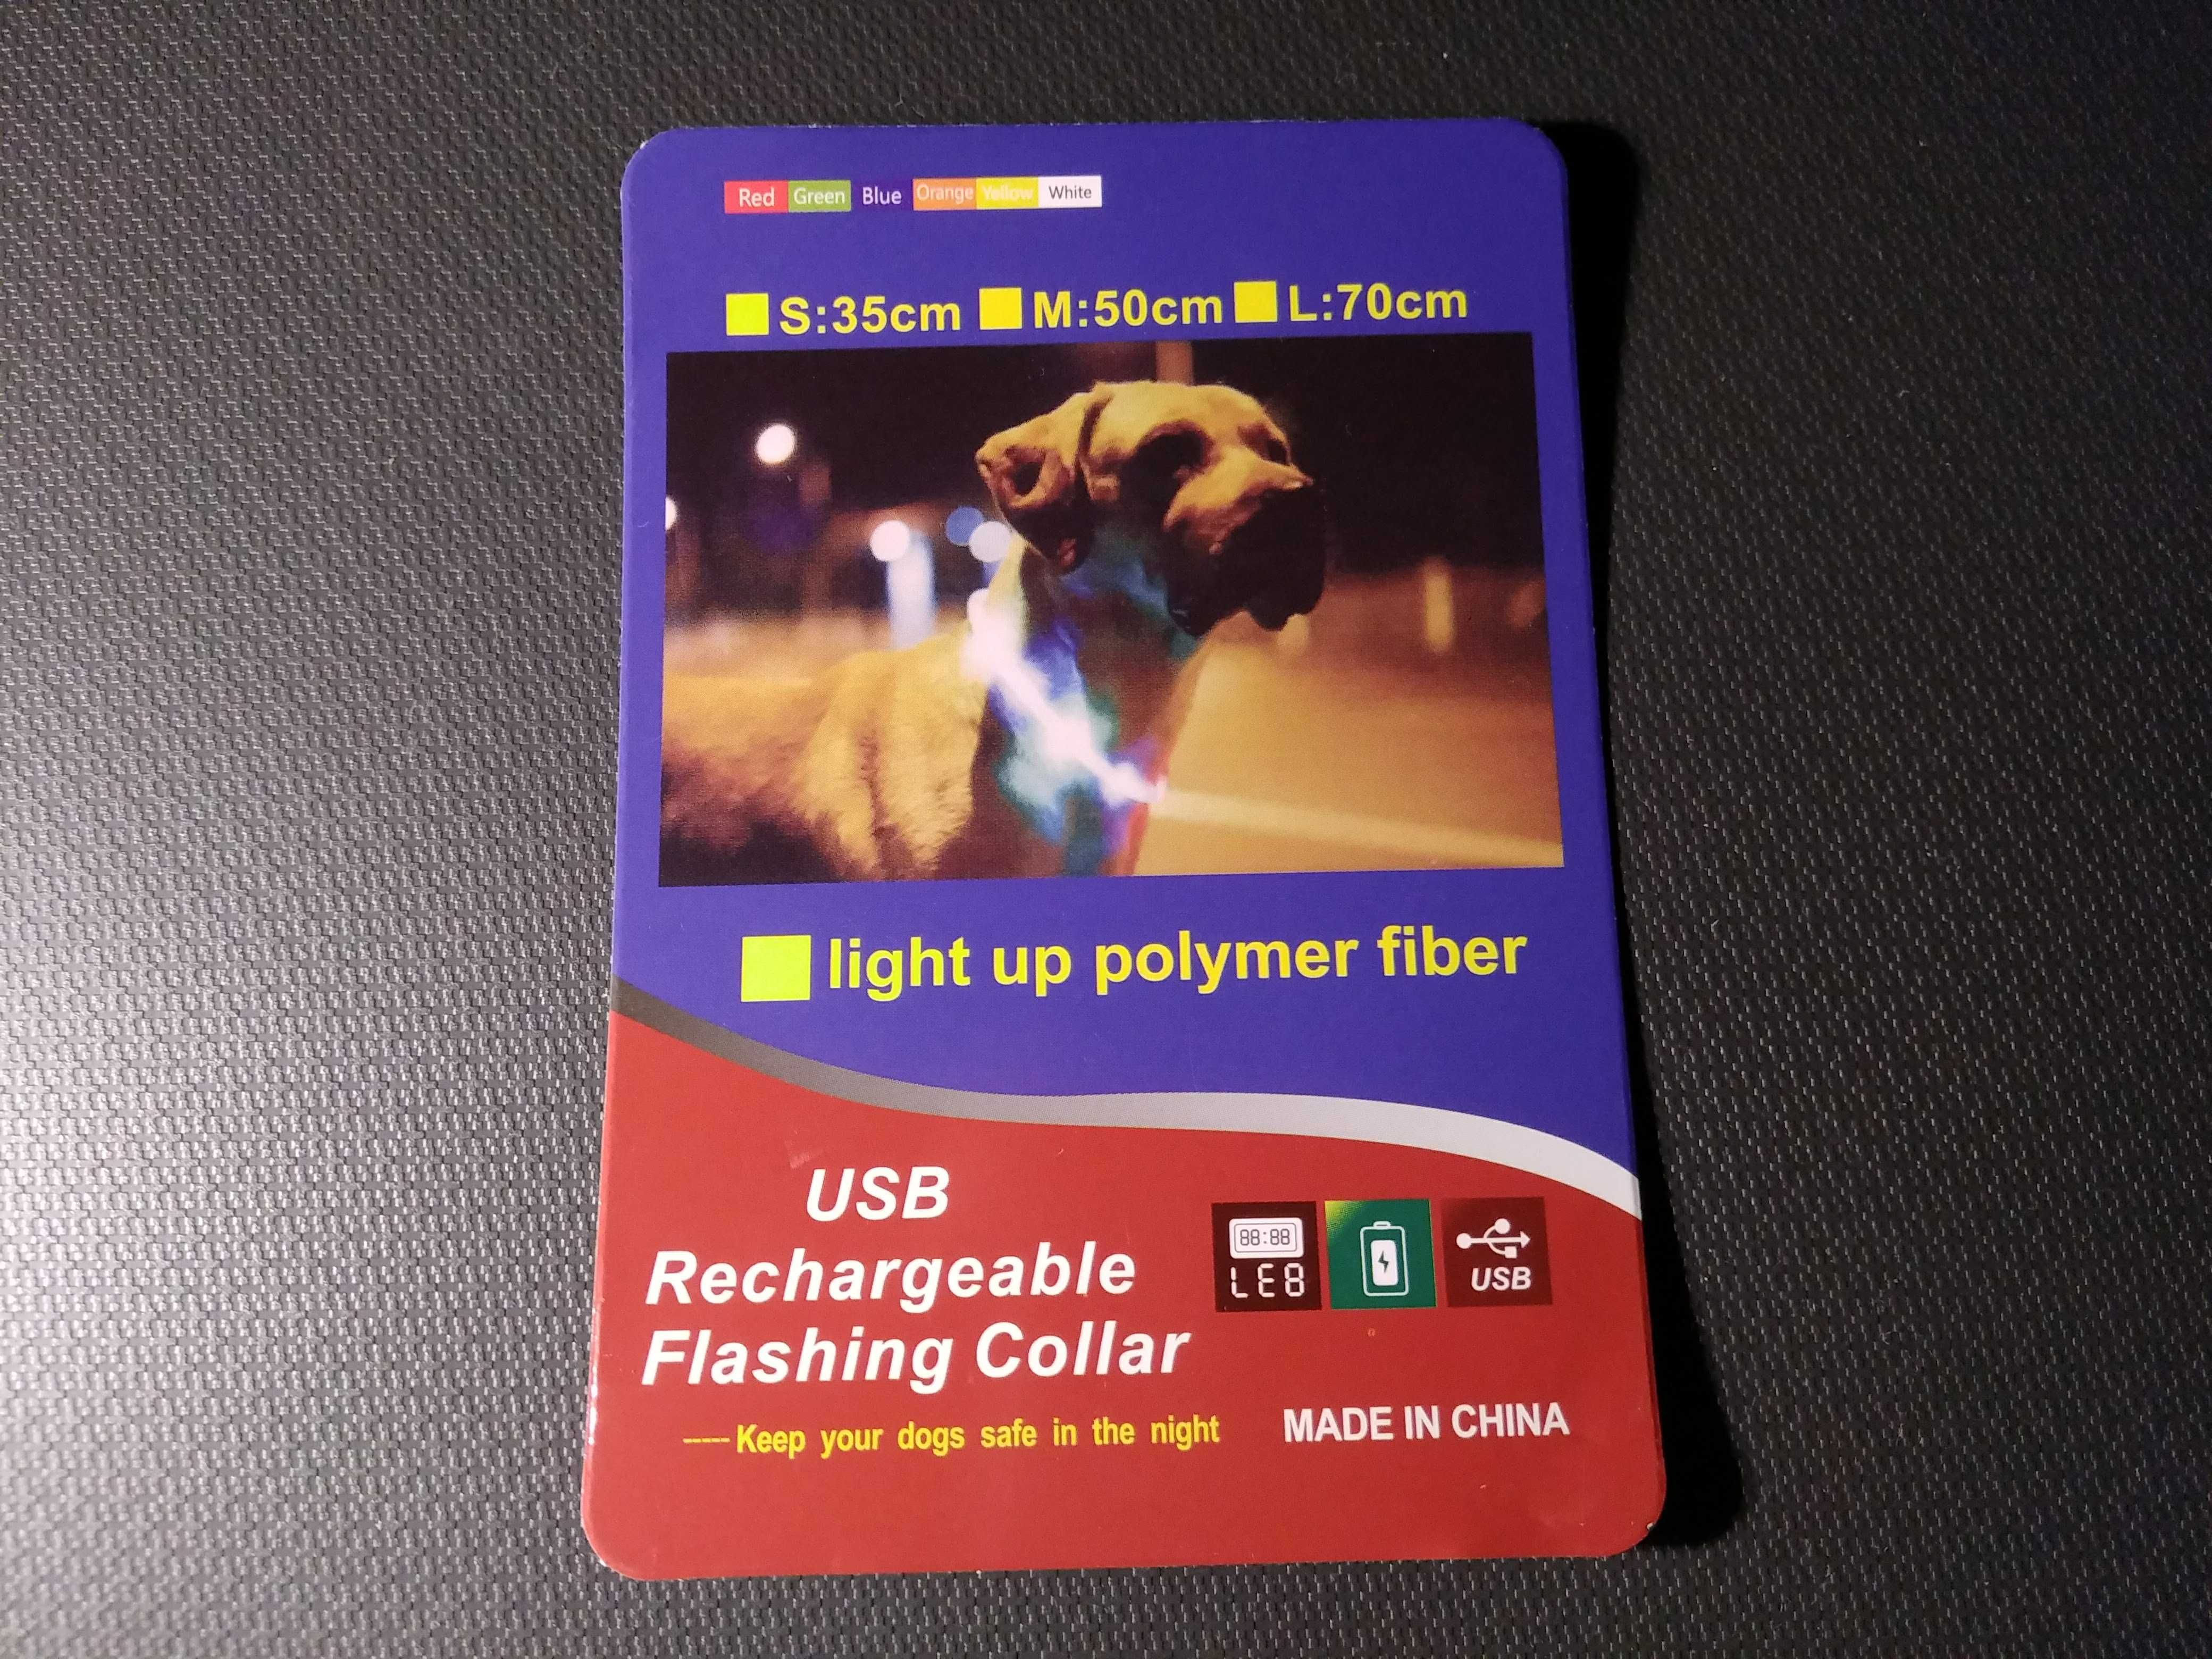 Red Green Blue Orange Yellow White
S:35cm M:50cm L:70cm
light up polymer fiber
USB
Rechargeable
Flashing Collar
88:88
LED
USB
-----Keep your dogs safe in the night
MADE IN CHINA